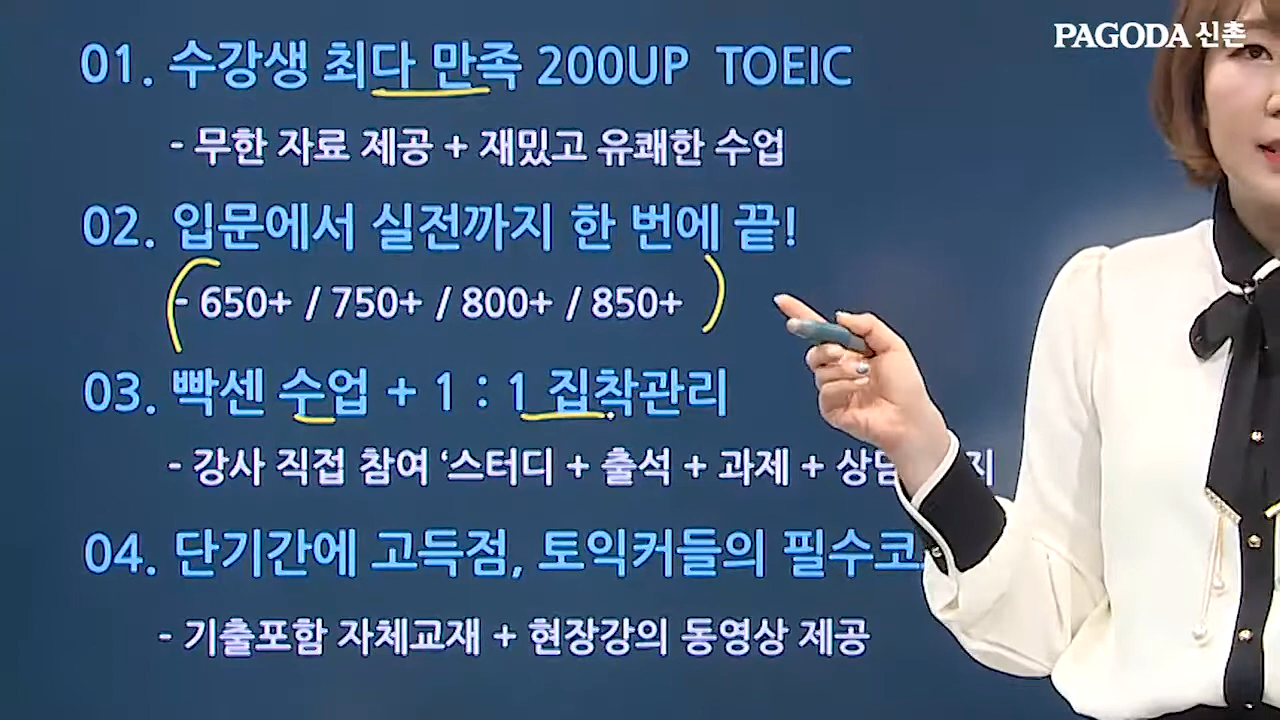 PAGODA 신촌
01. 수강생 최다 만족 200UP TOEIC
- 무한 자료 제공 + 재밌고 유쾌한 수업
02. 입문에서 실전까지 한 번에 끝!
- 650+ / 750+ / 800+ / 850+
03. 빡센 수업 + 1 : 1 집착관리
- 강사 직접 참여 ‘스터디 + 출석 + 과제 +
04. 단기간에 고득점, 토익커들의
- 기출포함 자체교재 + 현장강의 동영상 제공